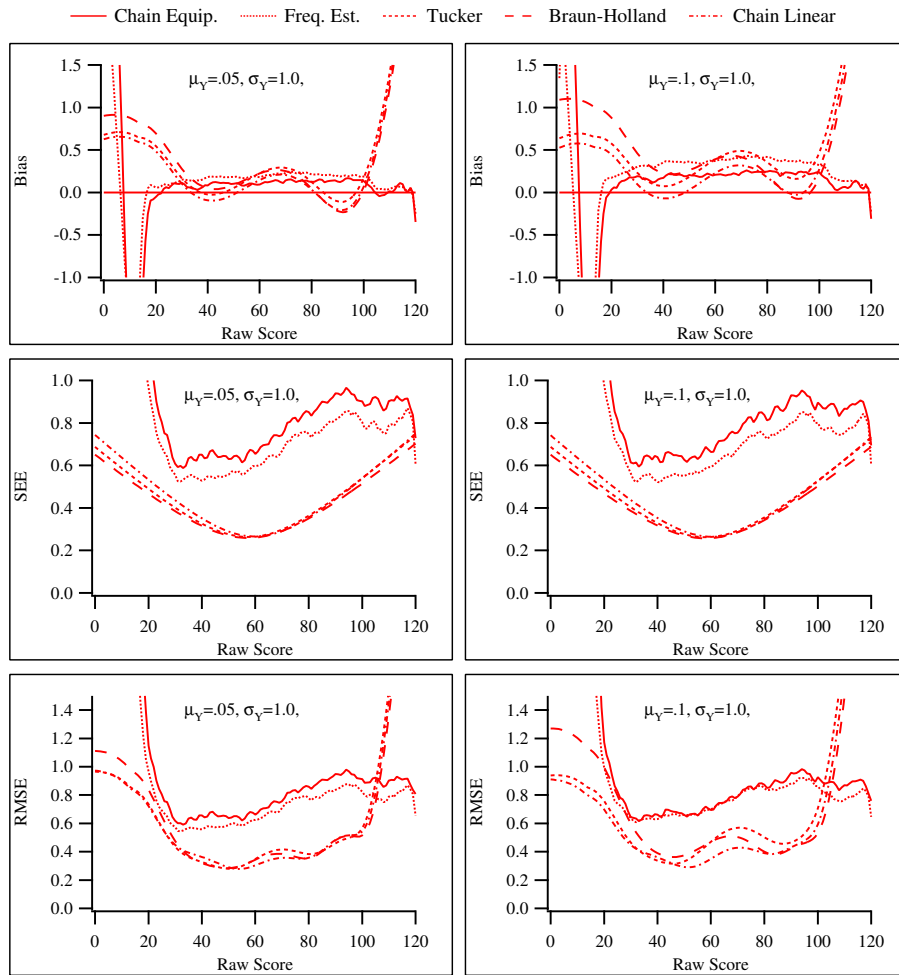 Chain Equip. Freq. Est. Tucker Braun-Holland Chain Linear
μY=.05, σY=1.0,
Bias
1.5
1.0
0.5
0.0
-0.5
-1.0
0 20 40 60 80 100 120
Raw Score
μY=.1, σY=1.0,
Bias
1.5
1.0
0.5
0.0
-0.5
-1.0
0 20 40 60 80 100 120
Raw Score
μY=.05, σY=1.0,
SEE
1.0
0.8
0.6
0.4
0.2
0.0
0 20 40 60 80 100 120
Raw Score
μY=.1, σY=1.0,
SEE
1.0
0.8
0.6
0.4
0.2
0.0
0 20 40 60 80 100 120
Raw Score
μY=.05, σY=1.0,
RMSE
1.4
1.2
1.0
0.8
0.6
0.4
0.2
0.0
0 20 40 60 80 100 120
Raw Score
μY=.1, σY=1.0,
RMSE
1.4
1.2
1.0
0.8
0.6
0.4
0.2
0.0
0 20 40 60 80 100 120
Raw Score